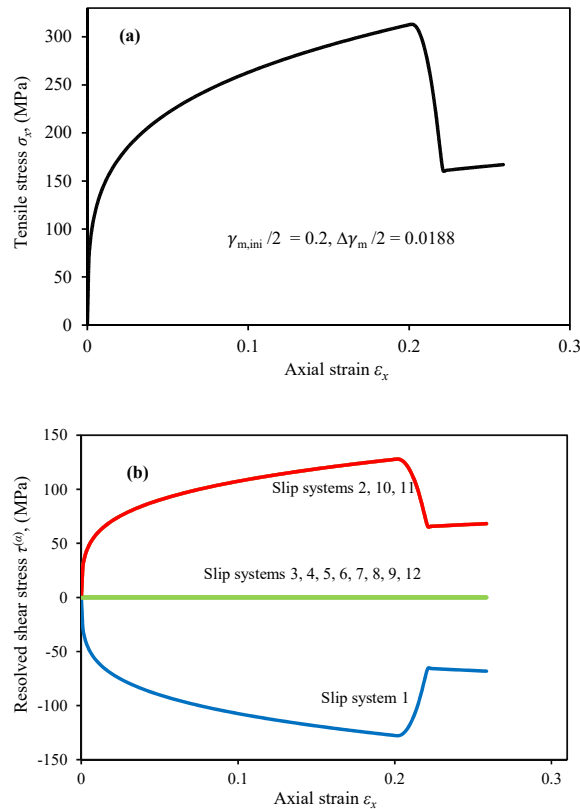 (a)
Tensile stress σx, (MPa)
300
250
200
150
100
50
0
γm,ini /2 = 0.2, Δγm /2 = 0.0188
0 0.1 0.2 0.3
Axial strain εx
(b)
Resolved shear stress τ(α), (MPa)
150
100
50
0
-50
-100
-150
Slip systems 2, 10, 11
Slip systems 3, 4, 5, 6, 7, 8, 9, 12
Slip system 1
0 0.1 0.2 0.3
Axial strain εx